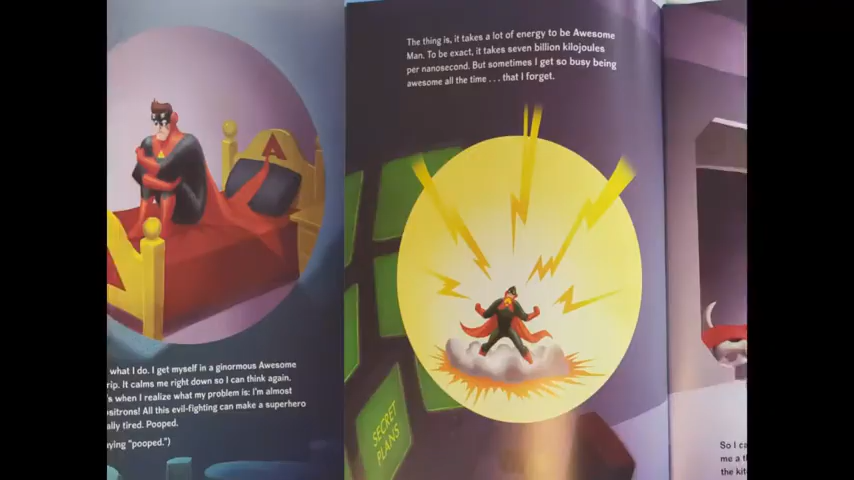 A
what I do. I get myself in a ginormous Awesome
rip. It calms me right down so I can think again.
s when I realize what my problem is: I'm almost
sitrons! All this evil-fighting can make a superhero
ally tired. Pooped.
ying "pooped.")
The thing is, it takes a lot of energy to be Awesome
Man. To be exact, it takes seven billion kilojoules
per nanosecond. But sometimes I get so busy being
awesome all the time . . . that I forget.
SECRET
PLANS
So I c
me a t
the kit